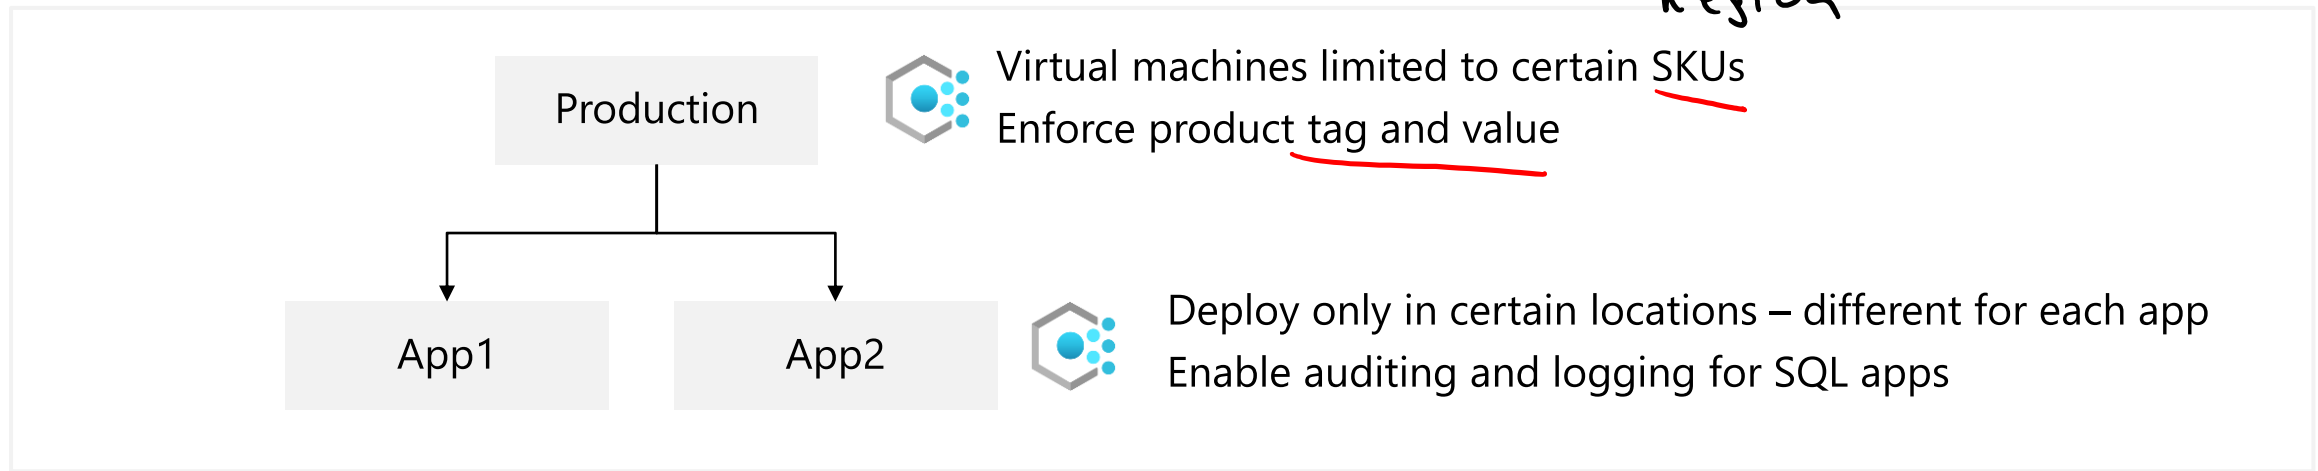 Production
Virtual machines limited to certain SKUs
Enforce product tag and value
App1
App2
Deploy only in certain locations – different for each app
Enable auditing and logging for SQL apps